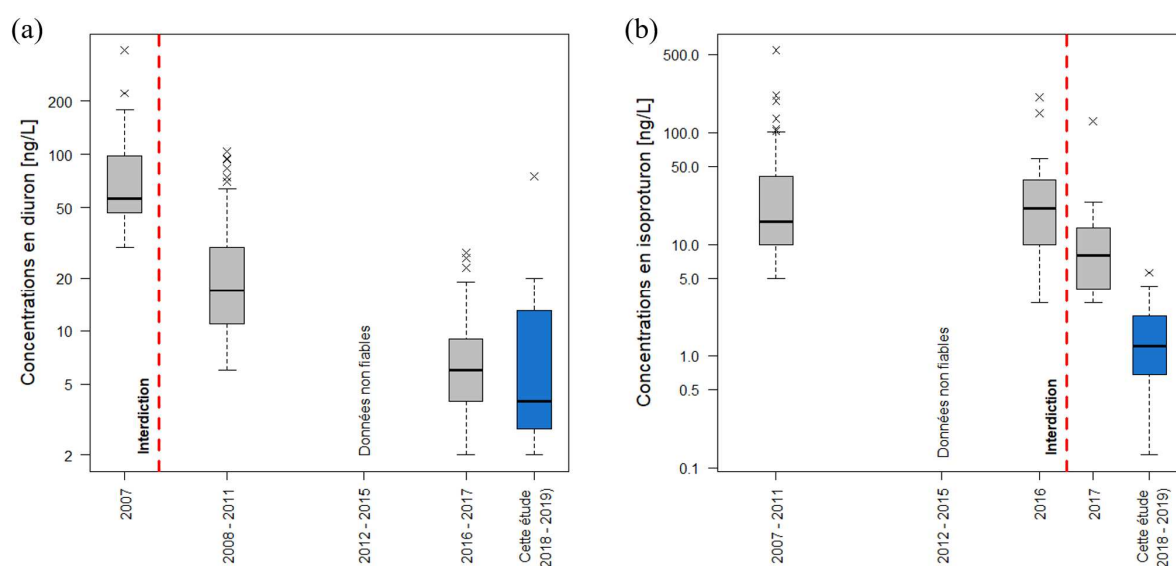 (a)
Concentrations en diuron [ng/L]
200
100
50
20
10
5
2
Interdiction
Données non fiables
2007
2008 - 2011
2012 - 2015
2016 - 2017
Cette étude
2018 - 2019)
(b)
Concentrations en isoproturon [ng/L]
500.0
100.0
50.0
10.0
5.0
1.0
0.5
0.1
Données non fiables
Interdiction
2007 - 2011
2012 - 2015
2016
2017
Cette étude
2018 - 2019)